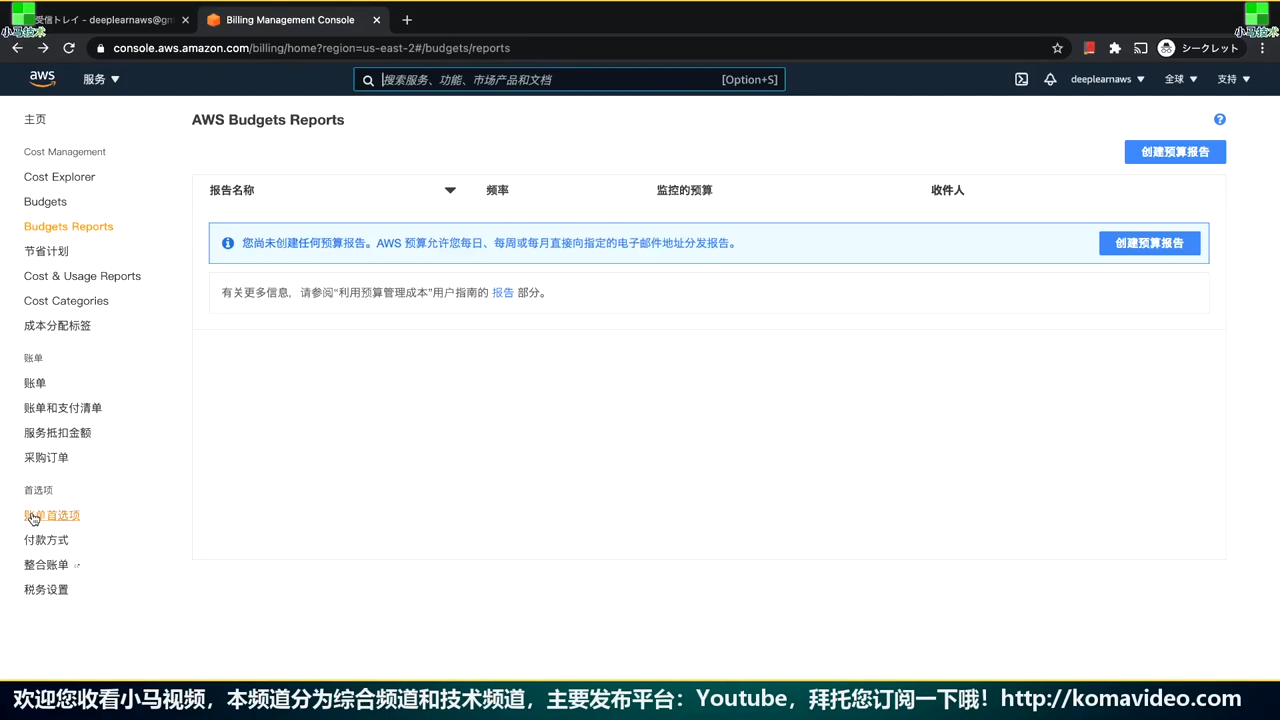 受信トレイ - deeplearnaws@gm
Billing Management Console
小马技术
小马技术
console.aws.amazon.com/billing/home?region=us-east-2#/budgets/reports
シークレット
aws
服务
搜索服务、功能、市场产品和文档
[Option+S]
deeplearnaws
全球
支持
主页
Cost Management
Cost Explorer
Budgets
Budgets Reports
节省计划
Cost & Usage Reports
Cost Categories
成本分配标签
账单
账单
账单和支付清单
服务抵扣金额
采购订单
首选项
账单首选项
付款方式
整合账单
税务设置
AWS Budgets Reports
创建预算报告
报告名称
频率
监控的预算
收件人
您尚未创建任何预算报告。AWS 预算允许您每日、每周或每月直接向指定的电子邮件地址分发报告。
创建预算报告
有关更多信息，请参阅“利用预算管理成本”用户指南的 报告 部分。
欢迎您收看小马视频，本频道分为综合频道和技术频道，主要发布平台：Youtube，拜托您订阅一下哦！http://komavideo.com